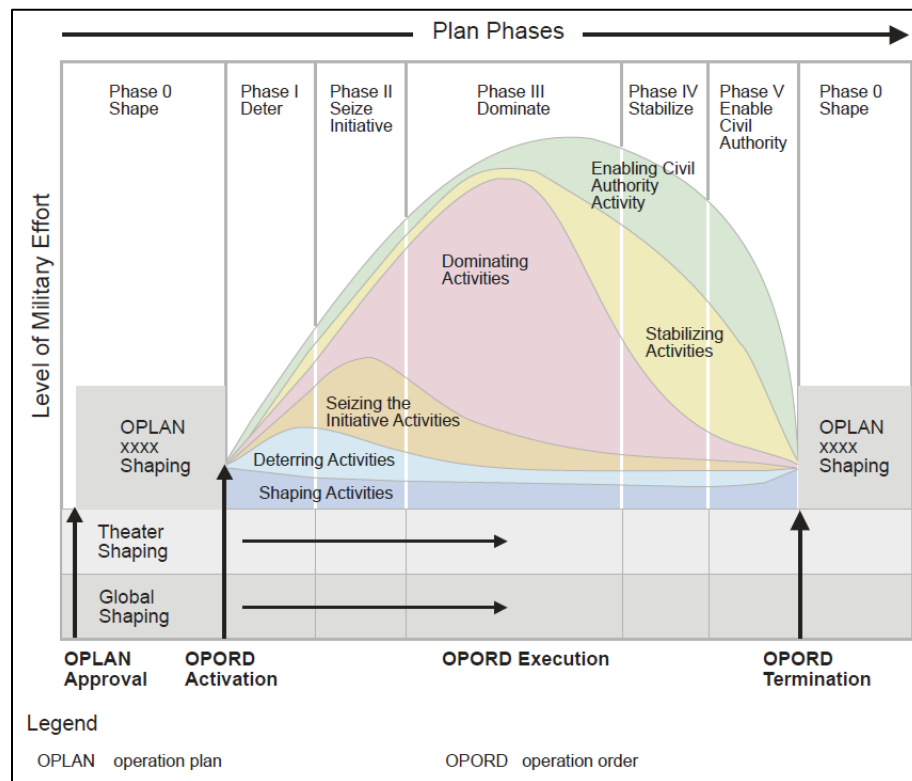 Plan Phases
Phase 0
Shape
Phase I
Deter
Phase II
Seize
Initiative
Phase III
Dominate
Phase IV
Stabilize
Phase V
Enable
Civil
Authority
Phase 0
Shape
Level of Military Effort
Enabling Civil
Authority
Activity
Dominating
Activities
Stabilizing
Activities
Seizing the
Initiative Activities
Deterring Activities
Shaping Activities
OPLAN
xxxx
Shaping
OPLAN
xxxx
Shaping
Theater
Shaping
Global
Shaping
OPLAN
Approval
OPORD
Activation
OPORD Execution
OPORD
Termination
Legend
OPLAN operation plan
OPORD operation order